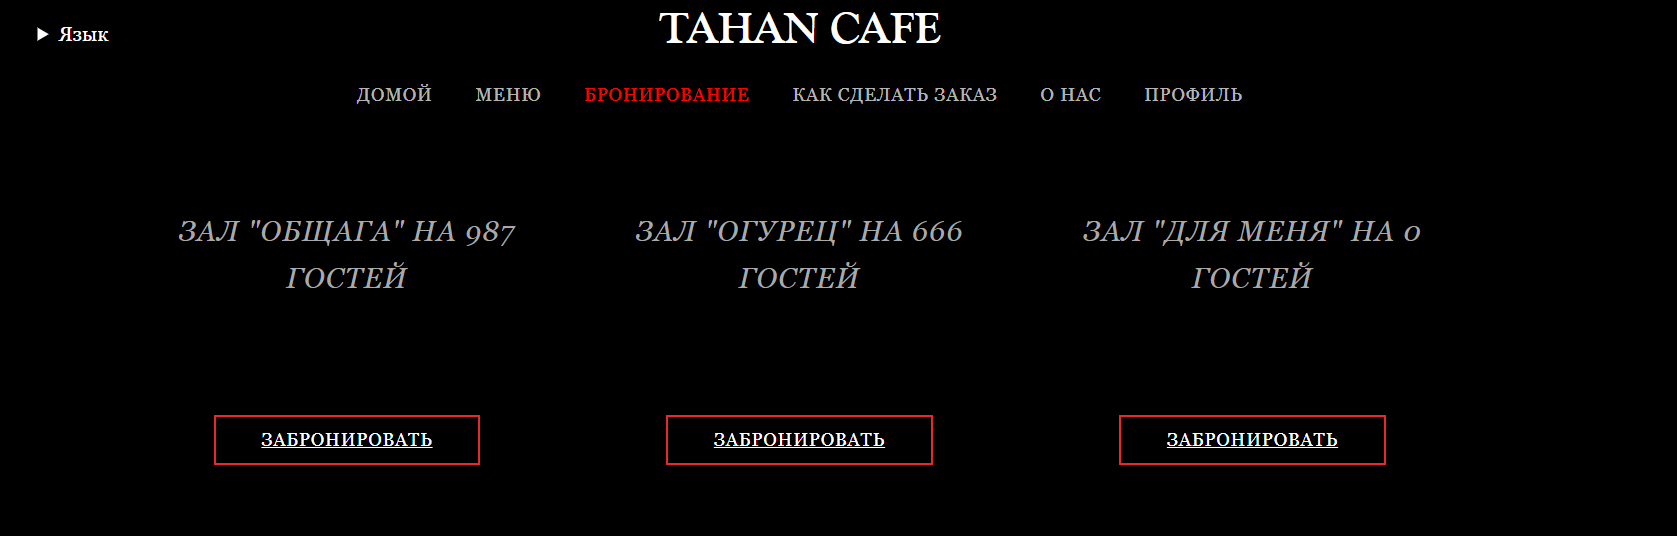 Язык
TAHAN CAFE
ДОМОЙ МЕНЮ БРОНИРОВАНИЕ КАК СДЕЛАТЬ ЗАКАЗ О НАС ПРОФИЛЬ
ЗАЛ "ОБЩАГА" НА 987
ГОСТЕЙ
ЗАЛ "ОГУРЕЦ" НА 666
ГОСТЕЙ
ЗАЛ "ДЛЯ МЕНЯ" НА 0
ГОСТЕЙ
ЗАБРОНИРОВАТЬ ЗАБРОНИРОВАТЬ ЗАБРОНИРОВАТЬ